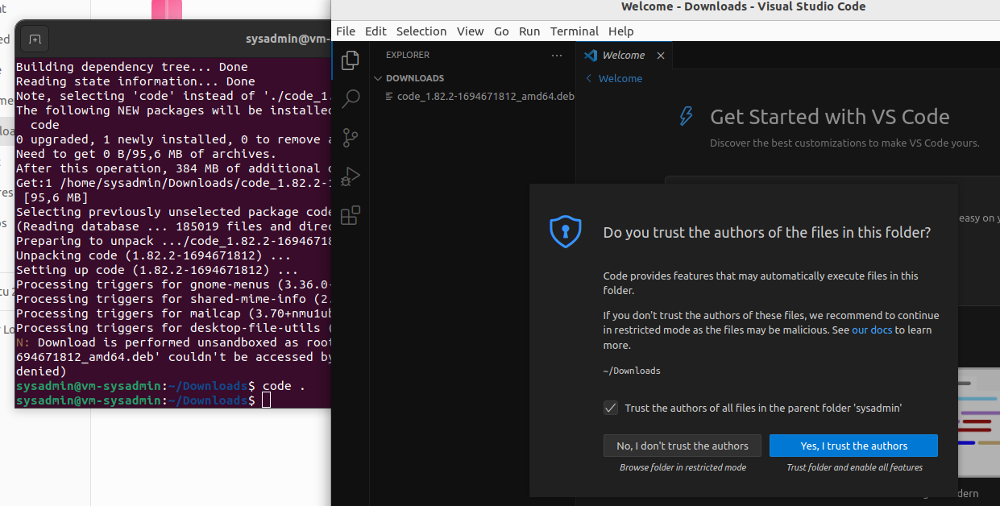 Welcome - Downloads - Visual Studio Code
File Edit Selection View Go Run Terminal Help
sysadmin@vm-
Building dependency tree... Done
Reading state information... Done
Note, selecting 'code' instead of './code_1.
The following NEW packages will be installed
code
0 upgraded, 1 newly installed, 0 to remove a
Need to get 0 B/95,6 MB of archives.
After this operation, 384 MB of additional
Get:1 /home/sysadmin/Downloads/code_1.82.2-1
[95,6 MB]
Selecting previously unselected package code
(Reading database ... 185019 files and direc
Preparing to unpack .../code_1.82.2-16946718
Unpacking code (1.82.2-1694671812) ...
Setting up code (1.82.2-1694671812) ...
Processing triggers for gnome-menus (3.36.0-
Processing triggers for shared-mime-info (2.
Processing triggers for mailcap (3.70+nmu1ub
Processing triggers for desktop-file-utils (
N: Download is performed unsandboxed as root
694671812_amd64.deb' couldn't be accessed by
denied)
sysadmin@vm-sysadmin:~/Downloads$ code .
sysadmin@vm-sysadmin:~/Downloads$
EXPLORER
DOWNLOADS
code_1.82.2-1694671812_amd64.deb
Welcome
Welcome
Get Started with VS Code
Discover the best customizations to make VS Code yours.
easy on y
Do you trust the authors of the files in this folder?
Code provides features that may automatically execute files in this
folder.
If you don't trust the authors of these files, we recommend to continue
in restricted mode as the files may be malicious. See our docs to learn
more.
~/Downloads
Trust the authors of all files in the parent folder 'sysadmin'
No, I don't trust the authors
Yes, I trust the authors
Browse folder in restricted mode
Trust folder and enable all features
dern